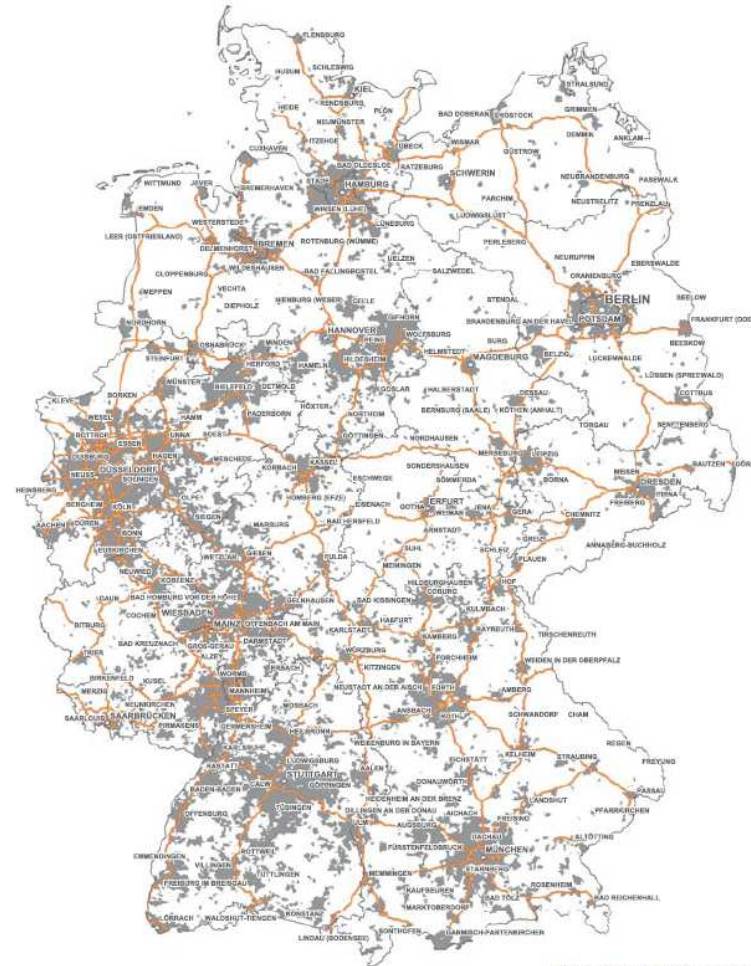 FLENSBURG
SCHLESWIG
HUSUM
KIEL
STRALSUND
RENDSBURG
HEIDE
PLÖN
GRIMMEN
BAD DOBERAN
ROSTOCK
NEUMÜNSTER
DEMMIN
ANKLAM
ITZEHOE
CUXHAVEN
WISMAR
GÜSTROW
BAD OLDESLOE
RATZEBURG
SCHWERIN
NEUBRANDENBURG
PASEWALK
WITTMUND
JEVER
BREMERHAVEN
STADE
HAMBURG
NEUSTRELITZ
PRENZLAU
EMDEN
PARCHIM
WINSEN (LUHE)
LUDWIGSLUST
WESTERSTEDE
LÜNEBURG
LEER (OSTFRIESLAND)
DELMENHORST
BREMEN
ROTENBURG (WÜMME)
PERLEBERG
UELZEN
NEURUPPIN
EBERSWALDE
CLOPPENBURG
WILDESHAUSEN
BAD FALLINGBOSTEL
SALZWEDEL
ORANIENBURG
MEPPEN
VECHTA
DIEPHOLZ
NIENBURG (WESER)
CELLE
STENDAL
BERLIN
SEELOW
NORDHORN
GIFHORN
BRANDENBURG AN DER HAVEL
POTSDAM
FRANKFURT (ODE
HANNOVER
WOLFSBURG
OSNABRÜCK
MINDEN
PEINE
BURG
BEESKOW
STEINFURT
HERFORD
HELMSTEDT
BELZIG
HAMELN
HILDESHEIM
MAGDEBURG
LUCKENWALDE
MÜNSTER
BIELEFELD
DETMOLD
GOSLAR
HALBERSTADT
DESSAU
LÜBBEN (SPREEWALD)
KLEVE
BORKEN
HÖXTER
BERNBURG (SAALE)
KÖTHEN (ANHALT)
COTTBUS
WESEL
HAMM
PADERBORN
NORTHEIM
TORGAU
BOTTROP
ESSEN
UNNA
SOEST
GÖTTINGEN
NORDHAUSEN
SENFTENBERG
DUISBURG
HAGEN
MESCHEDE
KASSEL
MERSEBURG
LEIPZIG
DÜSSELDORF
KORBACH
SONDERSHAUSEN
MEISEN
BAUTZEN
NEUSS
SOLINGEN
ESCHWEGE
SÖMMERDA
BORNA
DRESDEN
HEINSBERG
OLPE
HOMBERG (EFZE)
EISENACH
ERFURT
PIRNA
BERGHEIM
KÖLN
GOTHA
WEIMAR
JENA
GERA
FREIBERG
AACHEN
DÜREN
SIEGEN
MARBURG
BAD HERSFELD
ARNSTADT
CHEMNITZ
BONN
GREIZ
EUSKIRCHEN
WETZLAR
GIEßEN
SUHL
SCHLEIZ
ANNABERG-BUCHHOLZ
NEUWIED
FULDA
MEININGEN
PLAUEN
KOBLENZ
HILDBURGHAUSEN
HOF
DAUN
BAD HOMBURG VOR DER HÖHE
GELNHAUSEN
BAD KISSINGEN
COBURG
COCHEM
WIESBADEN
KULMBACH
BITBURG
MAINZ
OFFENBACH AM MAIN
HAßFURT
KARLSTADT
BAMBERG
BAYREUTH
TIRSCHENREUTH
BAD KREUZNACH
GROS-GERAU
DARMSTADT
TRIER
ALZEY
WÜRZBURG
FORCHHEIM
BIRKENFELD
KUSEL
WORMS
ERBACH
KITZINGEN
WEIDEN IN DER OBERPFALZ
MERZIG
MANNHEIM
NEUSTADT AN DER AISCH
FÜRTH
AMBERG
NEUNKIRCHEN
SPEYER
MOSBACH
SAARLOUIS
SAARBRÜCKEN
ANSBACH
ROTH
SCHWANDORF
CHAM
PIRMASENS
GERMERSHEIM
HEILBRONN
WEIßENBURG IN BAYERN
REGEN
KARLSRUHE
EICHSTÄTT
KELHEIM
STRAUBING
FREYUNG
RASTATT
LUDWIGSBURG
AALEN
STUTTGART
DONAUWÖRTH
BADEN-BADEN
CALW
GÖPPINGEN
HEIDENHEIM AN DER BRENZ
LANDSHUT
PASSAU
OFFENBURG
TÜBINGEN
DILLINGEN AN DER DONAU
AICHACH
FREISING
PFARRKIRCHEN
ULM
AUGSBURG
DACHAU
ALTÖTTING
EMMENDINGEN
ROTTWEIL
FÜRSTENFELDBRUCK
MÜNCHEN
VILLINGEN
TUTTLINGEN
MEMMINGEN
STARNBERG
FREIBURG IM BREISGAU
KAUFBEUREN
ROSENHEIM
MARKTOBERDORF
BAD TÖLZ
BAD REICHENHALL
LÖRRACH
WALDSHUT-TIENGEN
KONSTANZ
SONTHOFEN
GARMISCH-PARTENKIRCHEN
LINDAU (BODENSEE)